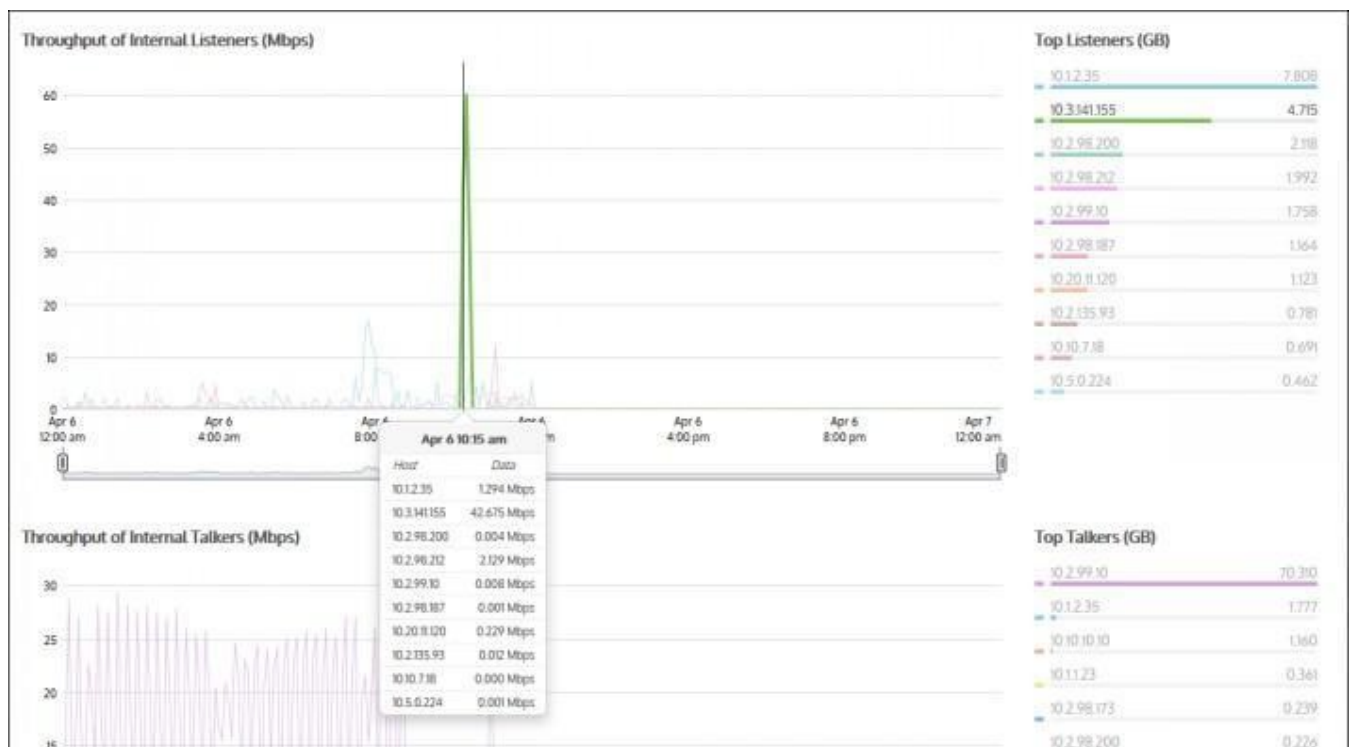 Throughput of Internal Listeners (Mbps)
60
50
40
30
20
10
0
Apr 6 Apr 6 Apr 6 Apr 6 Apr 6 Apr 6 Apr 7
12:00 am 4:00 am 8:00 m 4:00 pm 8:00 pm 12:00 am
Top Listeners (GB)
10.1.2.35 7.808
10.3.141.155 4.715
10.2.98.200 2.118
10.2.98.212 1.992
10.2.99.10 1.758
10.2.98.187 1.164
10.20.11.120 1.123
10.2.135.93 0.781
10.10.7.18 0.691
10.5.0.224 0.462
Apr 6 10:15 am
Host Data
10.1.2.35 1.294 Mbps
10.3.141.155 42.675 Mbps
10.2.98.200 0.004 Mbps
10.2.98.212 2.129 Mbps
10.2.99.10 0.008 Mbps
10.2.98.187 0.001 Mbps
10.20.11.120 0.229 Mbps
10.2.135.93 0.012 Mbps
10.10.7.18 0.000 Mbps
10.5.0.224 0.001 Mbps
Throughput of Internal Talkers (Mbps)
30
25
20
15
Top Talkers (GB)
10.2.99.10 70.310
10.1.2.35 1.777
10.10.10.10 1.160
10.1.1.23 0.361
10.2.98.173 0.239
10.2.98.200 0.226